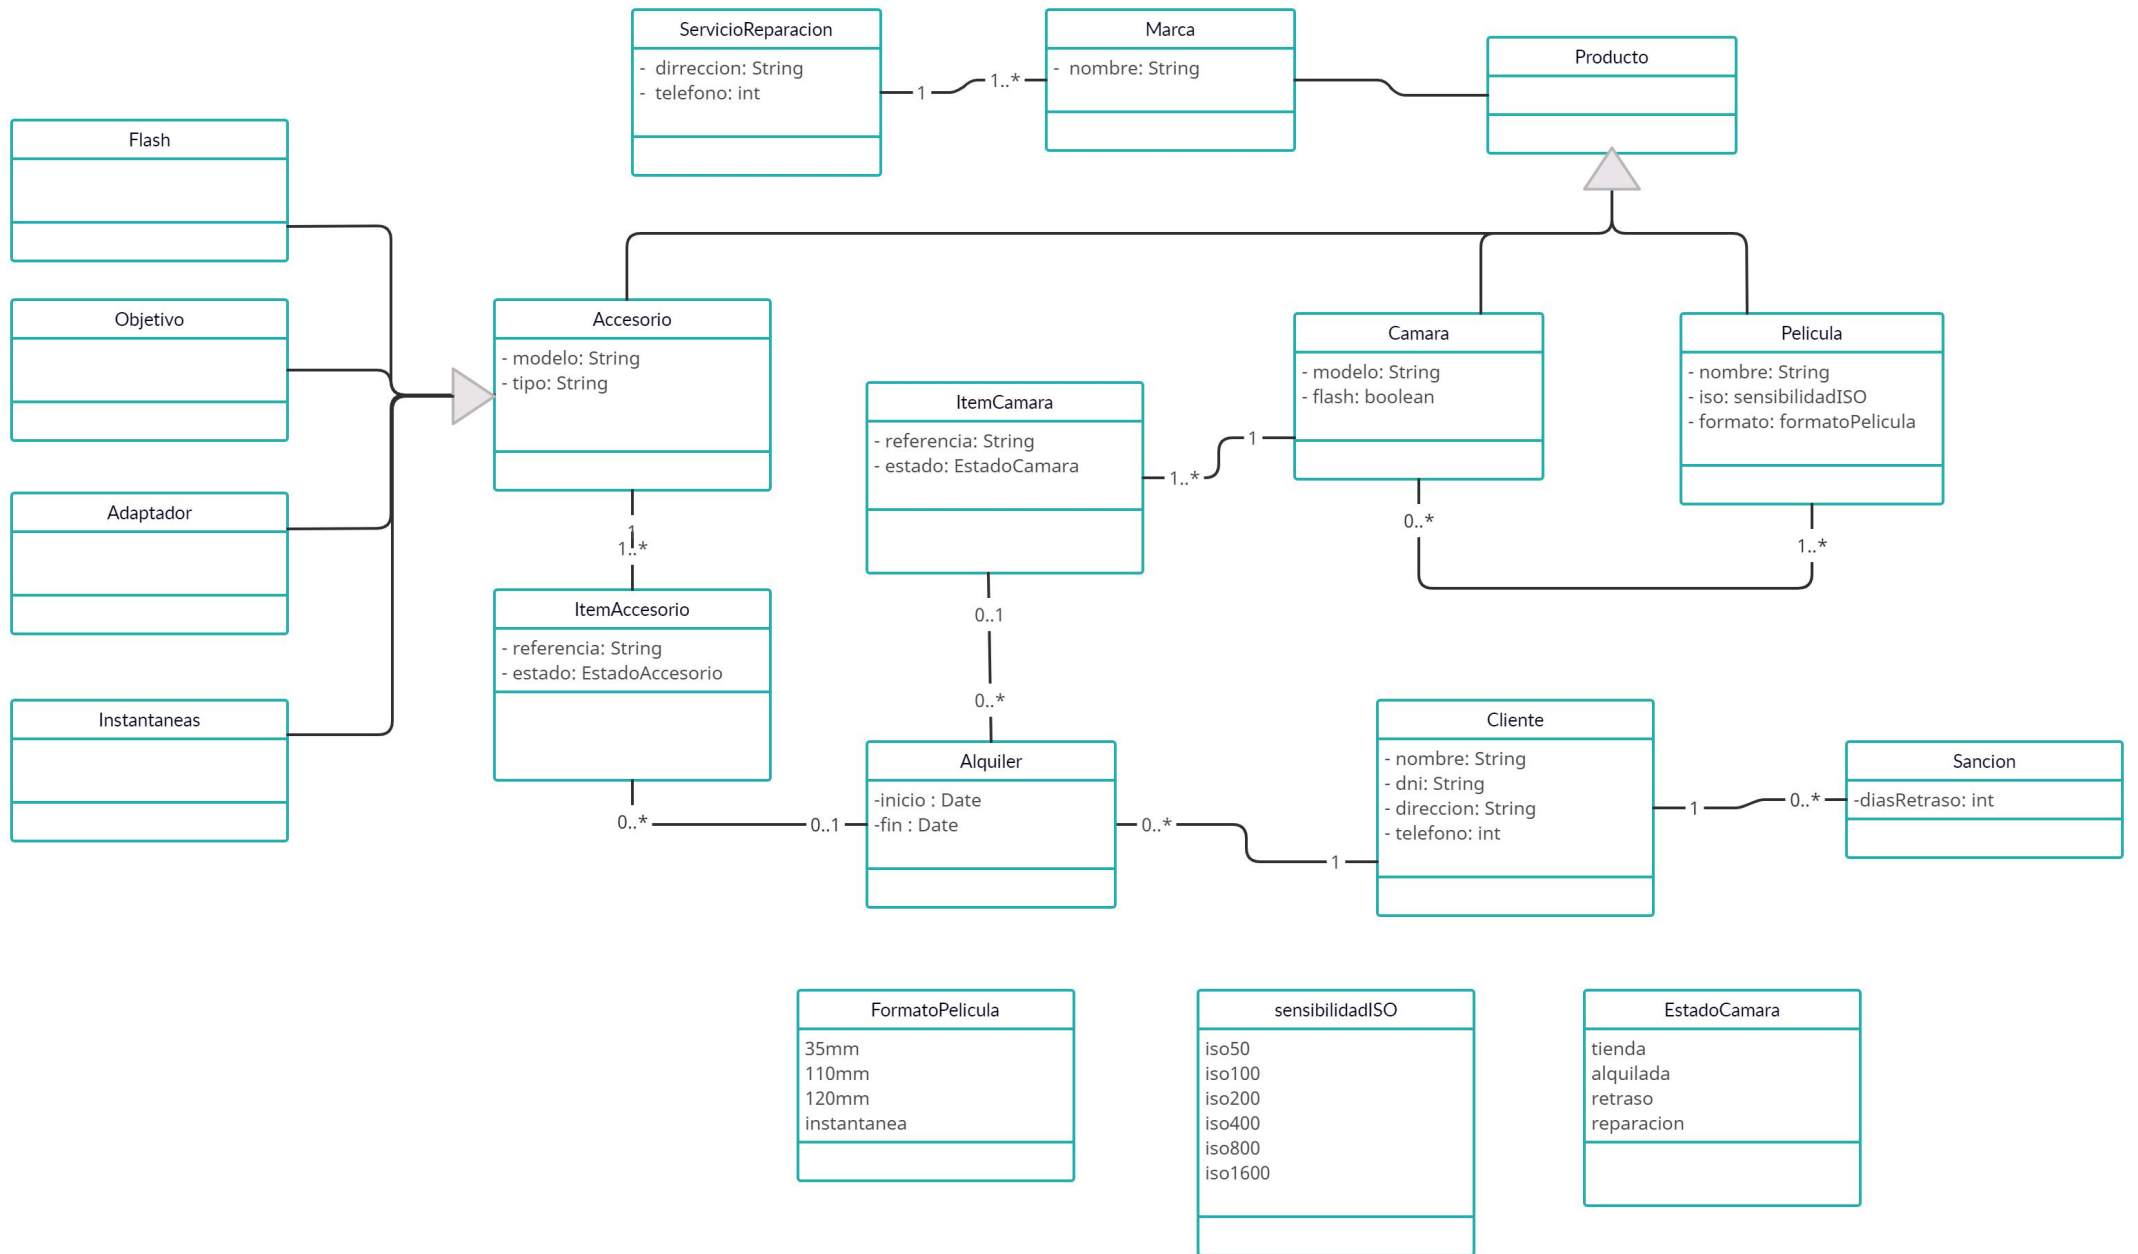 ServicioReparacion
- dirreccion: String
- telefono: int
1
1..*
Marca
- nombre: String
Producto
Flash
Objetivo
Adaptador
Instantaneas
Accesorio
- modelo: String
- tipo: String
1
1..*
ItemAccesorio
- referencia: String
- estado: EstadoAccesorio
0..*
0..1
ItemCamara
- referencia: String
- estado: EstadoCamara
1..*
1
Camara
- modelo: String
- flash: boolean
0..*
Pelicula
- nombre: String
- iso: sensibilidadISO
- formato: formatoPelicula
1..*
0..1
0..*
Alquiler
-inicio : Date
-fin : Date
0..*
1
Cliente
- nombre: String
- dni: String
- direccion: String
- telefono: int
1
0..*
Sancion
-diasRetraso: int
FormatoPelicula
35mm
110mm
120mm
instantanea
sensibilidadISO
iso50
iso100
iso200
iso400
iso800
iso1600
EstadoCamara
tienda
alquilada
retraso
reparacion